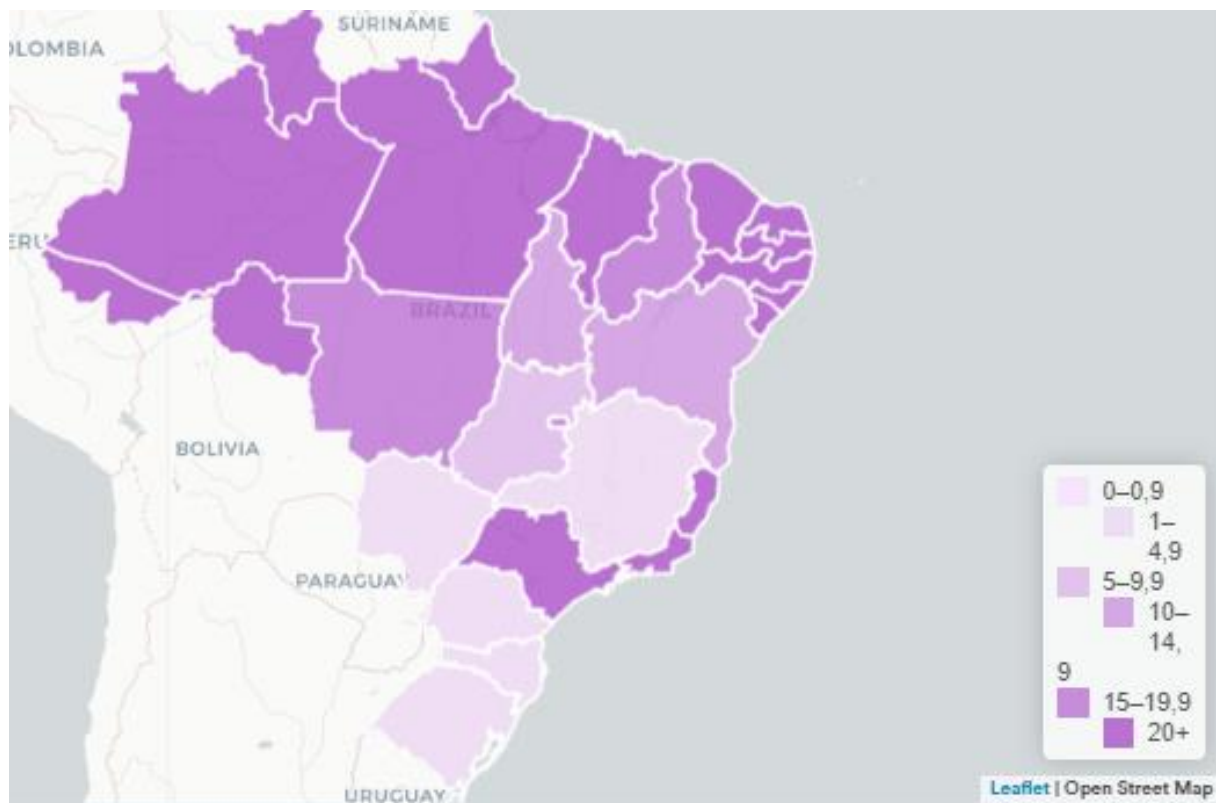 SURINAME
OLOMBIA
ERU
BRAZIL
BOLIVIA
PARAGUAY
URUGUAY
0–0,9
1–
4,9
5–9,9
10–
14,
9
15–19,9
20+
Leaflet | Open Street Map